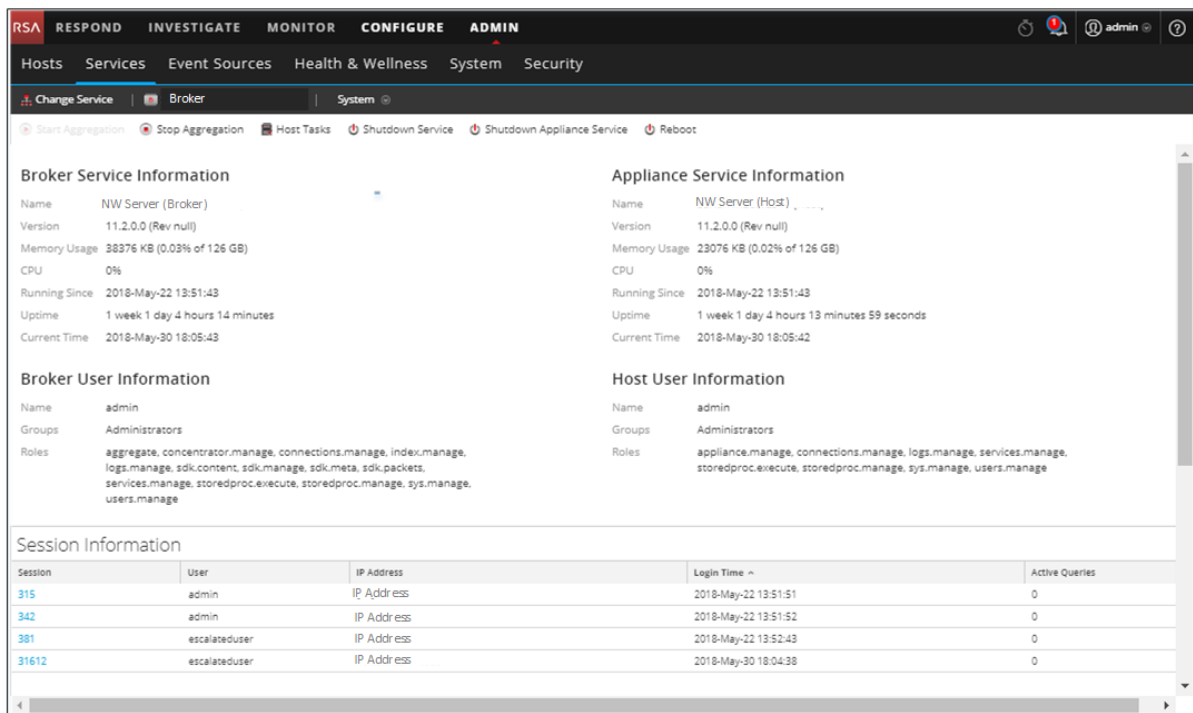 RSA RESPOND INVESTIGATE MONITOR CONFIGURE ADMIN 1 admin ?
Hosts Services Event Sources Health & Wellness System Security
Change Service | Broker | System
Start Aggregation Stop Aggregation Host Tasks Shutdown Service Shutdown Appliance Service Reboot
Broker Service Information
Name NW Server (Broker)
Version 11.2.0.0 (Rev null)
Memory Usage 38376 KB (0.03% of 126 GB)
CPU 0%
Running Since 2018-May-22 13:51:43
Uptime 1 week 1 day 4 hours 14 minutes
Current Time 2018-May-30 18:05:43
Appliance Service Information
Name NW Server (Host)
Version 11.2.0.0 (Rev null)
Memory Usage 23076 KB (0.02% of 126 GB)
CPU 0%
Running Since 2018-May-22 13:51:43
Uptime 1 week 1 day 4 hours 13 minutes 59 seconds
Current Time 2018-May-30 18:05:42
Broker User Information
Name admin
Groups Administrators
Roles aggregate, concentrator.manage, connections.manage, index.manage,
logs.manage, sdk.content, sdk.manage, sdk.meta, sdk.packets,
services.manage, storedproc.execute, storedproc.manage, sys.manage,
users.manage
Host User Information
Name admin
Groups Administrators
Roles appliance.manage, connections.manage, logs.manage, services.manage,
storedproc.execute, storedproc.manage, sys.manage, users.manage
Session Information
Session User IP Address Login Time Active Queries
315 admin IP Address 2018-May-22 13:51:51 0
342 admin IP Address 2018-May-22 13:51:52 0
381 escalateduser IP Address 2018-May-22 13:52:43 0
31612 escalateduser IP Address 2018-May-30 18:04:38 0